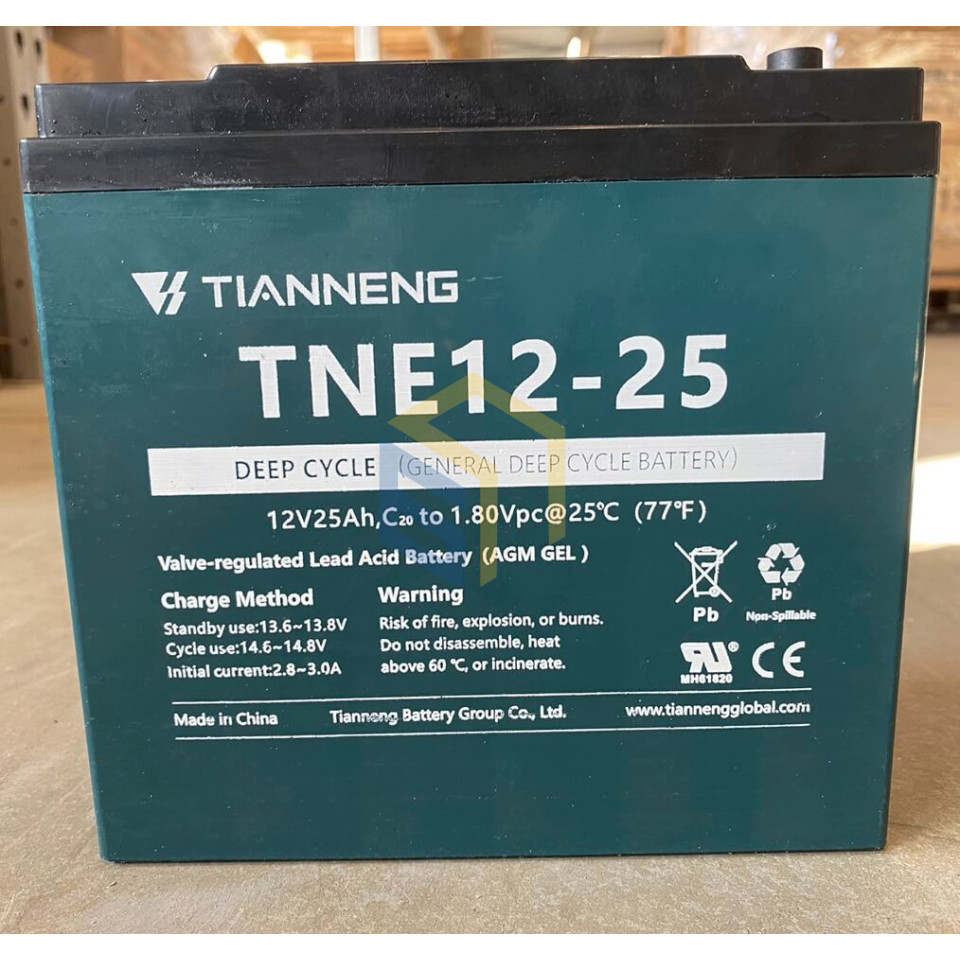 TIANNENG
TNE12-25
DEEP CYCLE (GENERAL DEEP CYCLE BATTERY)
12V25Ah,C20 to 1.80Vpc@25℃ (77℉)
Valve-regulated Lead Acid Battery (AGM GEL)
Charge Method
Standby use:13.6~13.8V
Cycle use:14.6~14.8V
Initial current:2.8~3.0A
Warning
Risk of fire, explosion, or burns.
Do not disassemble, heat
above 60 ℃, or incinerate.
Pb
Pb
Non-Spillable
RU®
MH61820
CE
Made in China
Tianneng Battery Group Co., Ltd.
www.tiannengglobal.com